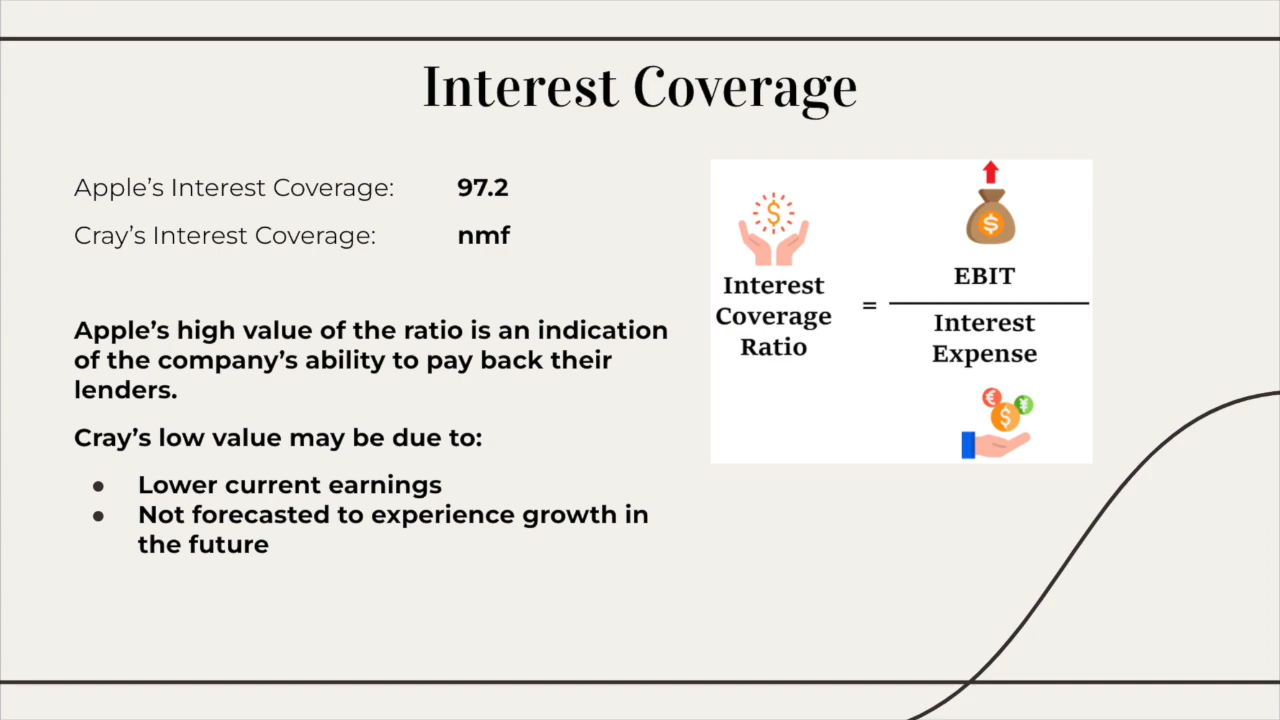 Interest Coverage
Apple’s Interest Coverage: 97.2
Cray’s Interest Coverage: nmf
Apple’s high value of the ratio is an indication
of the company’s ability to pay back their
lenders.
Cray’s low value may be due to:
● Lower current earnings
● Not forecasted to experience growth in
the future
Interest
Coverage
Ratio
=
EBIT
Interest
Expense